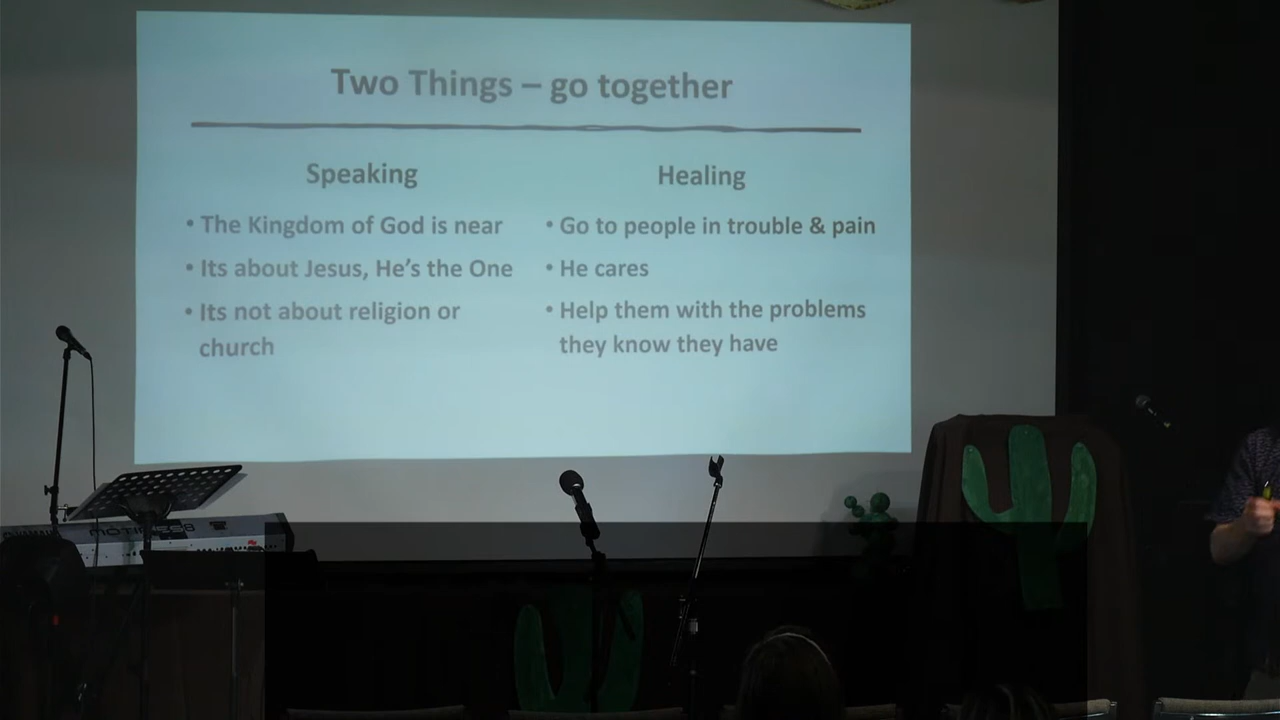 Two Things – go together
Speaking
• The Kingdom of God is near
• Its about Jesus, He's the One
• Its not about religion or
church
Healing
• Go to people in trouble & pain
• He cares
• Help them with the problems
they know they have